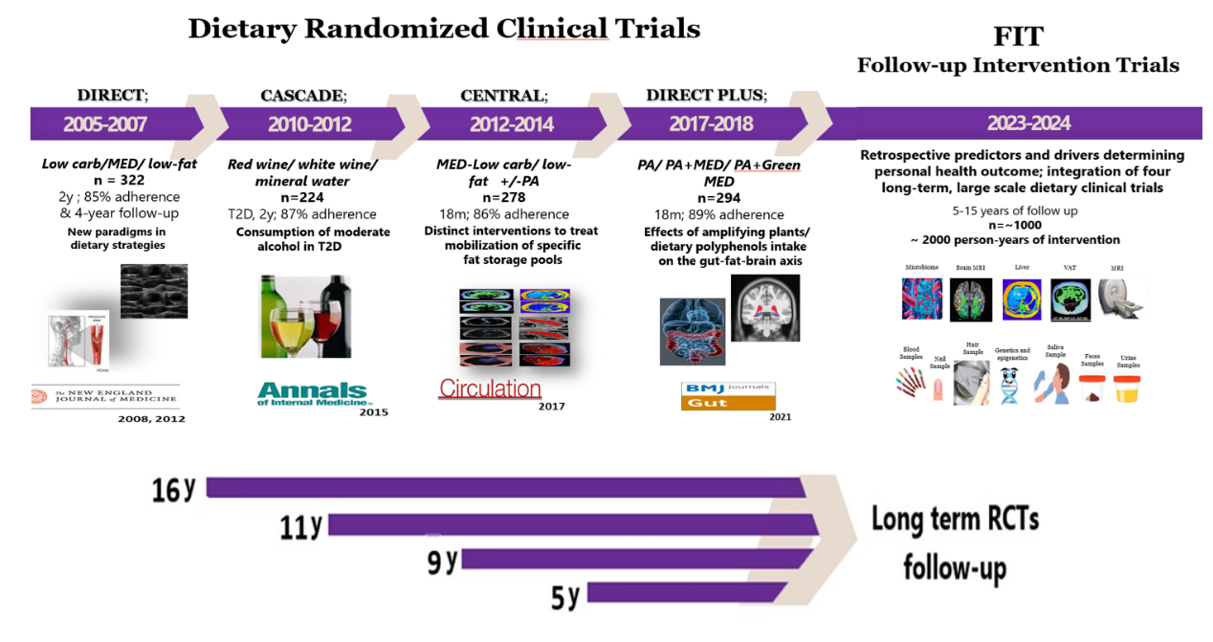 Dietary Randomized Clinical Trials
FIT
Follow-up Intervention Trials
DIRECT;
2005-2007
Low carb/MED/ low-fat
n = 322
2y ; 85% adherence
& 4-year follow-up
New paradigms in
dietary strategies
The NEW ENGLAND
JOURNAL of MEDICINE
2008, 2012
CASCADE;
2010-2012
Red wine/ white wine/
mineral water
n=224
T2D, 2y; 87% adherence
Consumption of moderate
alcohol in T2D
Annals
of Internal Medicine
2015
CENTRAL;
2012-2014
MED-Low carb/ low-
fat +/-PA
n=278
18m; 86% adherence
Distinct interventions to treat
mobilization of specific
fat storage pools
Circulation
2017
DIRECT PLUS;
2017-2018
PA/ PA+MED/ PA+Green
MED
n=294
18m; 89% adherence
Effects of amplifying plants/
dietary polyphenols intake
on the gut-fat-brain axis
BMJ Journals
Gut
2021
2023-2024
Retrospective predictors and drivers determining
personal health outcome; integration of four
long-term, large scale dietary clinical trials
5-15 years of follow up
n=~1000
~ 2000 person-years of intervention
Microbiome
Brain MRI
Liver
VAT
MRI
Blood
Samples
Nail
Sample
Hair
Sample
Genetics and
epigenetics
Saliva
Sample
Feces
Samples
Urine
Samples
16y
11y
9y
5y
Long term RCTs
follow-up